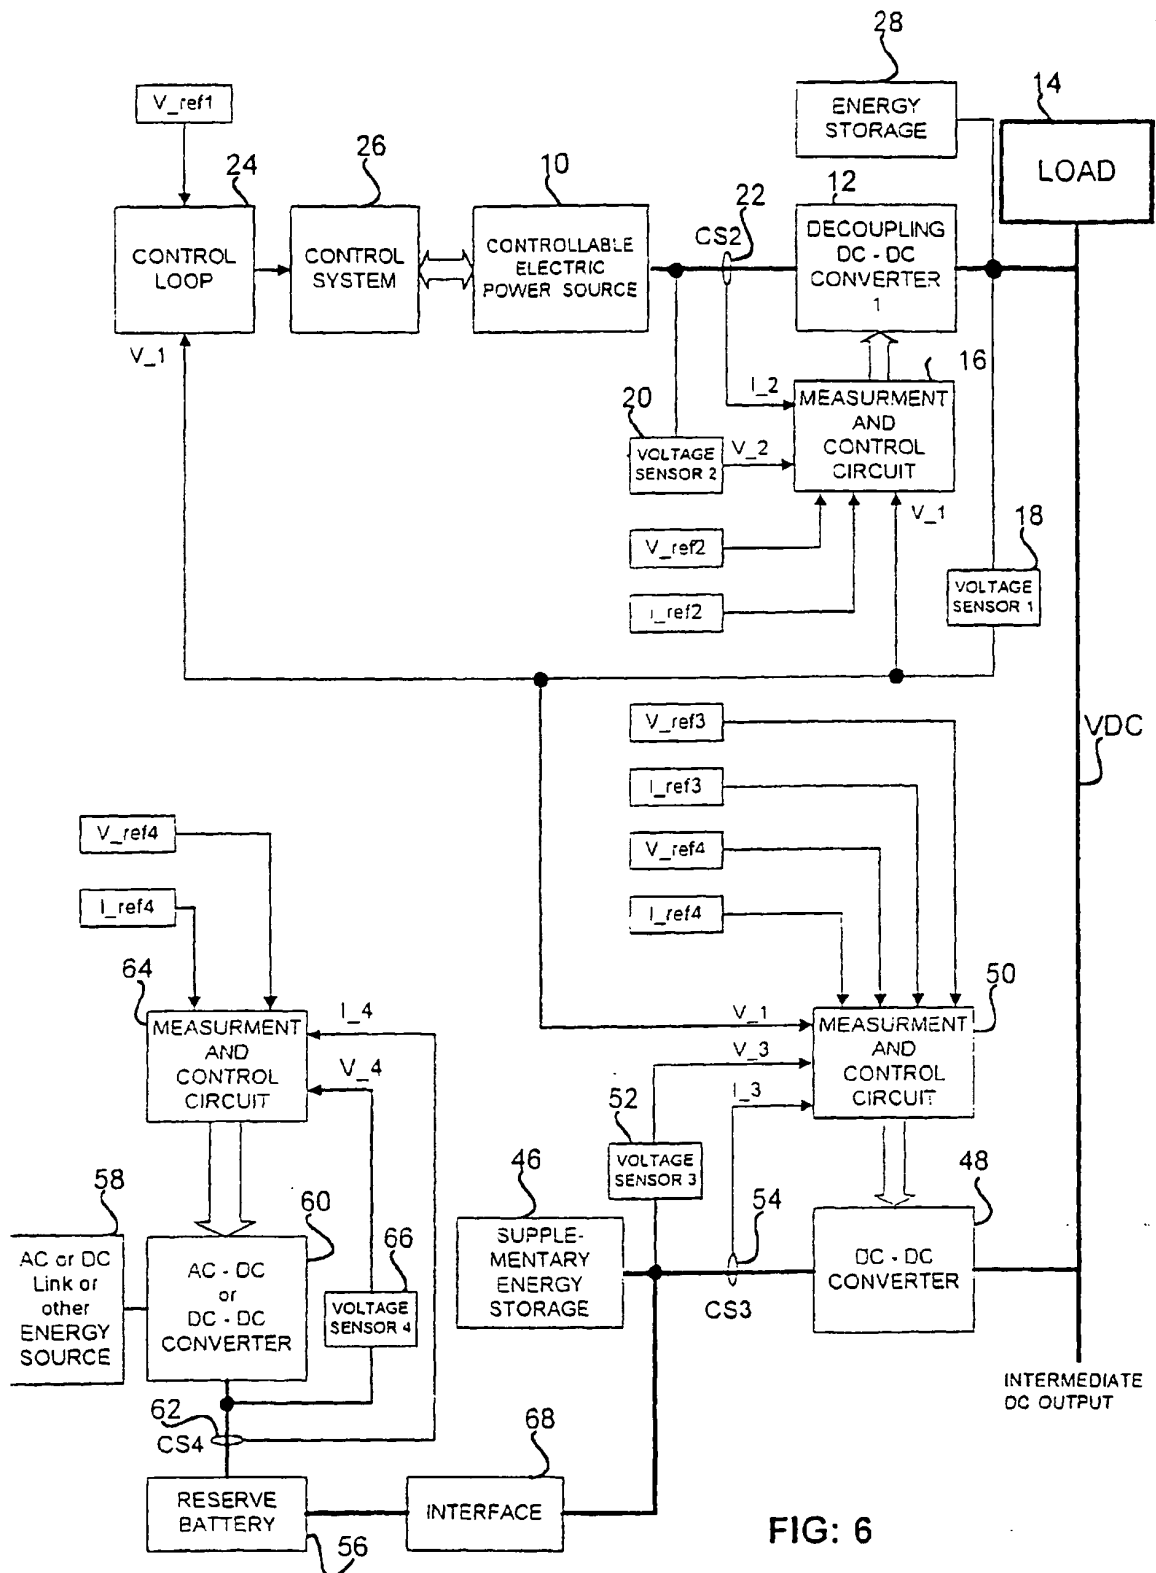 28
V_ref1
ENERGY
STORAGE
14
LOAD
24
26
10
22
12
CS2
CONTROL
LOOP
CONTROL
SYSTEM
CONTROLLABLE
ELECTRIC
POWER SOURCE
DECOUPLING
DC - DC
CONVERTER
1
V_1
16
I_2
20
MEASURMENT
AND
CONTROL
CIRCUIT
VOLTAGE
SENSOR 2
V_2
V_1
18
V_ref2
I_ref2
VOLTAGE
SENSOR 1
V_ref3
VDC
I_ref3
V_ref4
V_ref4
I_ref4
I_ref4
64
50
MEASURMENT
AND
CONTROL
CIRCUIT
I_4
V_4
V_1
V_3
I_3
MEASURMENT
AND
CONTROL
CIRCUIT
52
VOLTAGE
SENSOR 3
46
48
58
60
54
66
AC or DC
Link or
other
ENERGY
SOURCE
AC - DC
or
DC - DC
CONVERTER
VOLTAGE
SENSOR 4
SUPPLE-
MENTARY
ENERGY
STORAGE
CS3
DC - DC
CONVERTER
INTERMEDIATE
DC OUTPUT
62
CS4
68
RESERVE
BATTERY
INTERFACE
56
FIG: 6